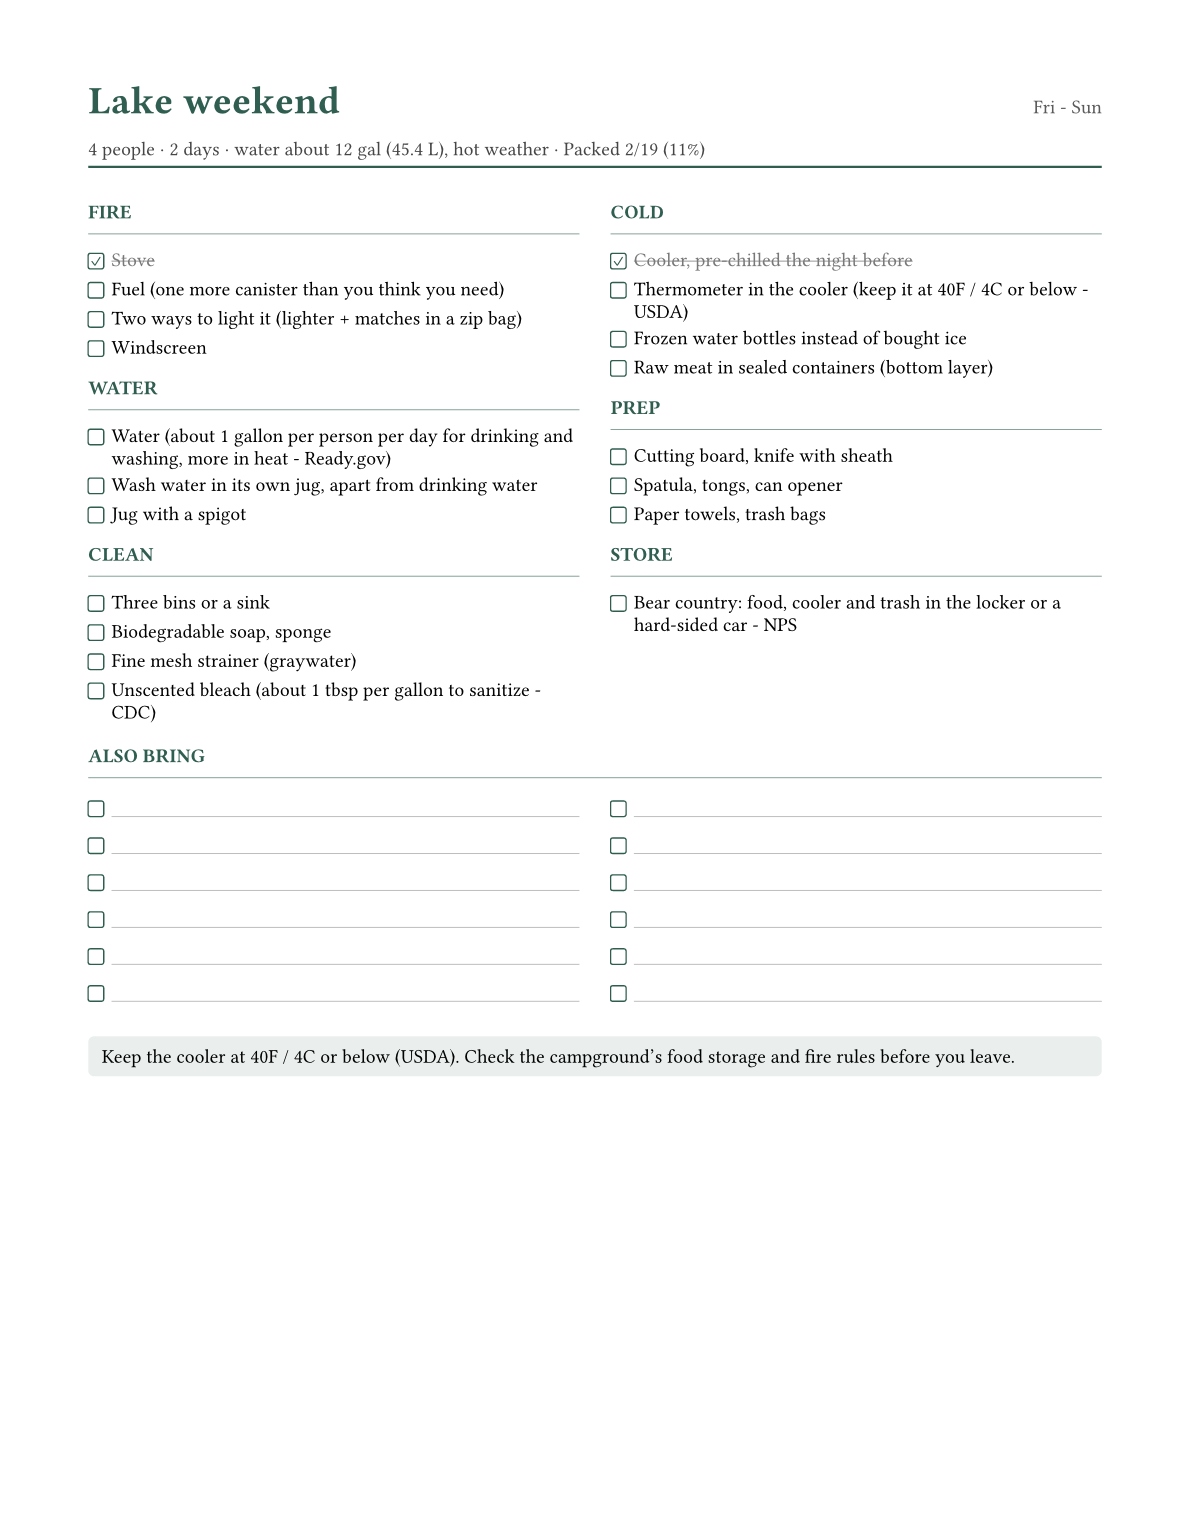 Lake weekend
Fri - Sun
4 people · 2 days · water about 12 gal (45.4 L), hot weather · Packed 2/19 (11%)
FIRE
Stove
Fuel (one more canister than you think you need)
Two ways to light it (lighter + matches in a zip bag)
Windscreen
WATER
Water (about 1 gallon per person per day for drinking and
washing, more in heat - Ready.gov)
Wash water in its own jug, apart from drinking water
Jug with a spigot
CLEAN
Three bins or a sink
Biodegradable soap, sponge
Fine mesh strainer (graywater)
Unscented bleach (about 1 tbsp per gallon to sanitize -
CDC)
COLD
Cooler, pre-chilled the night before
Thermometer in the cooler (keep it at 40F / 4C or below -
USDA)
Frozen water bottles instead of bought ice
Raw meat in sealed containers (bottom layer)
PREP
Cutting board, knife with sheath
Spatula, tongs, can opener
Paper towels, trash bags
STORE
Bear country: food, cooler and trash in the locker or a
hard-sided car - NPS
ALSO BRING
Keep the cooler at 40F / 4C or below (USDA). Check the campground’s food storage and fire rules before you leave.